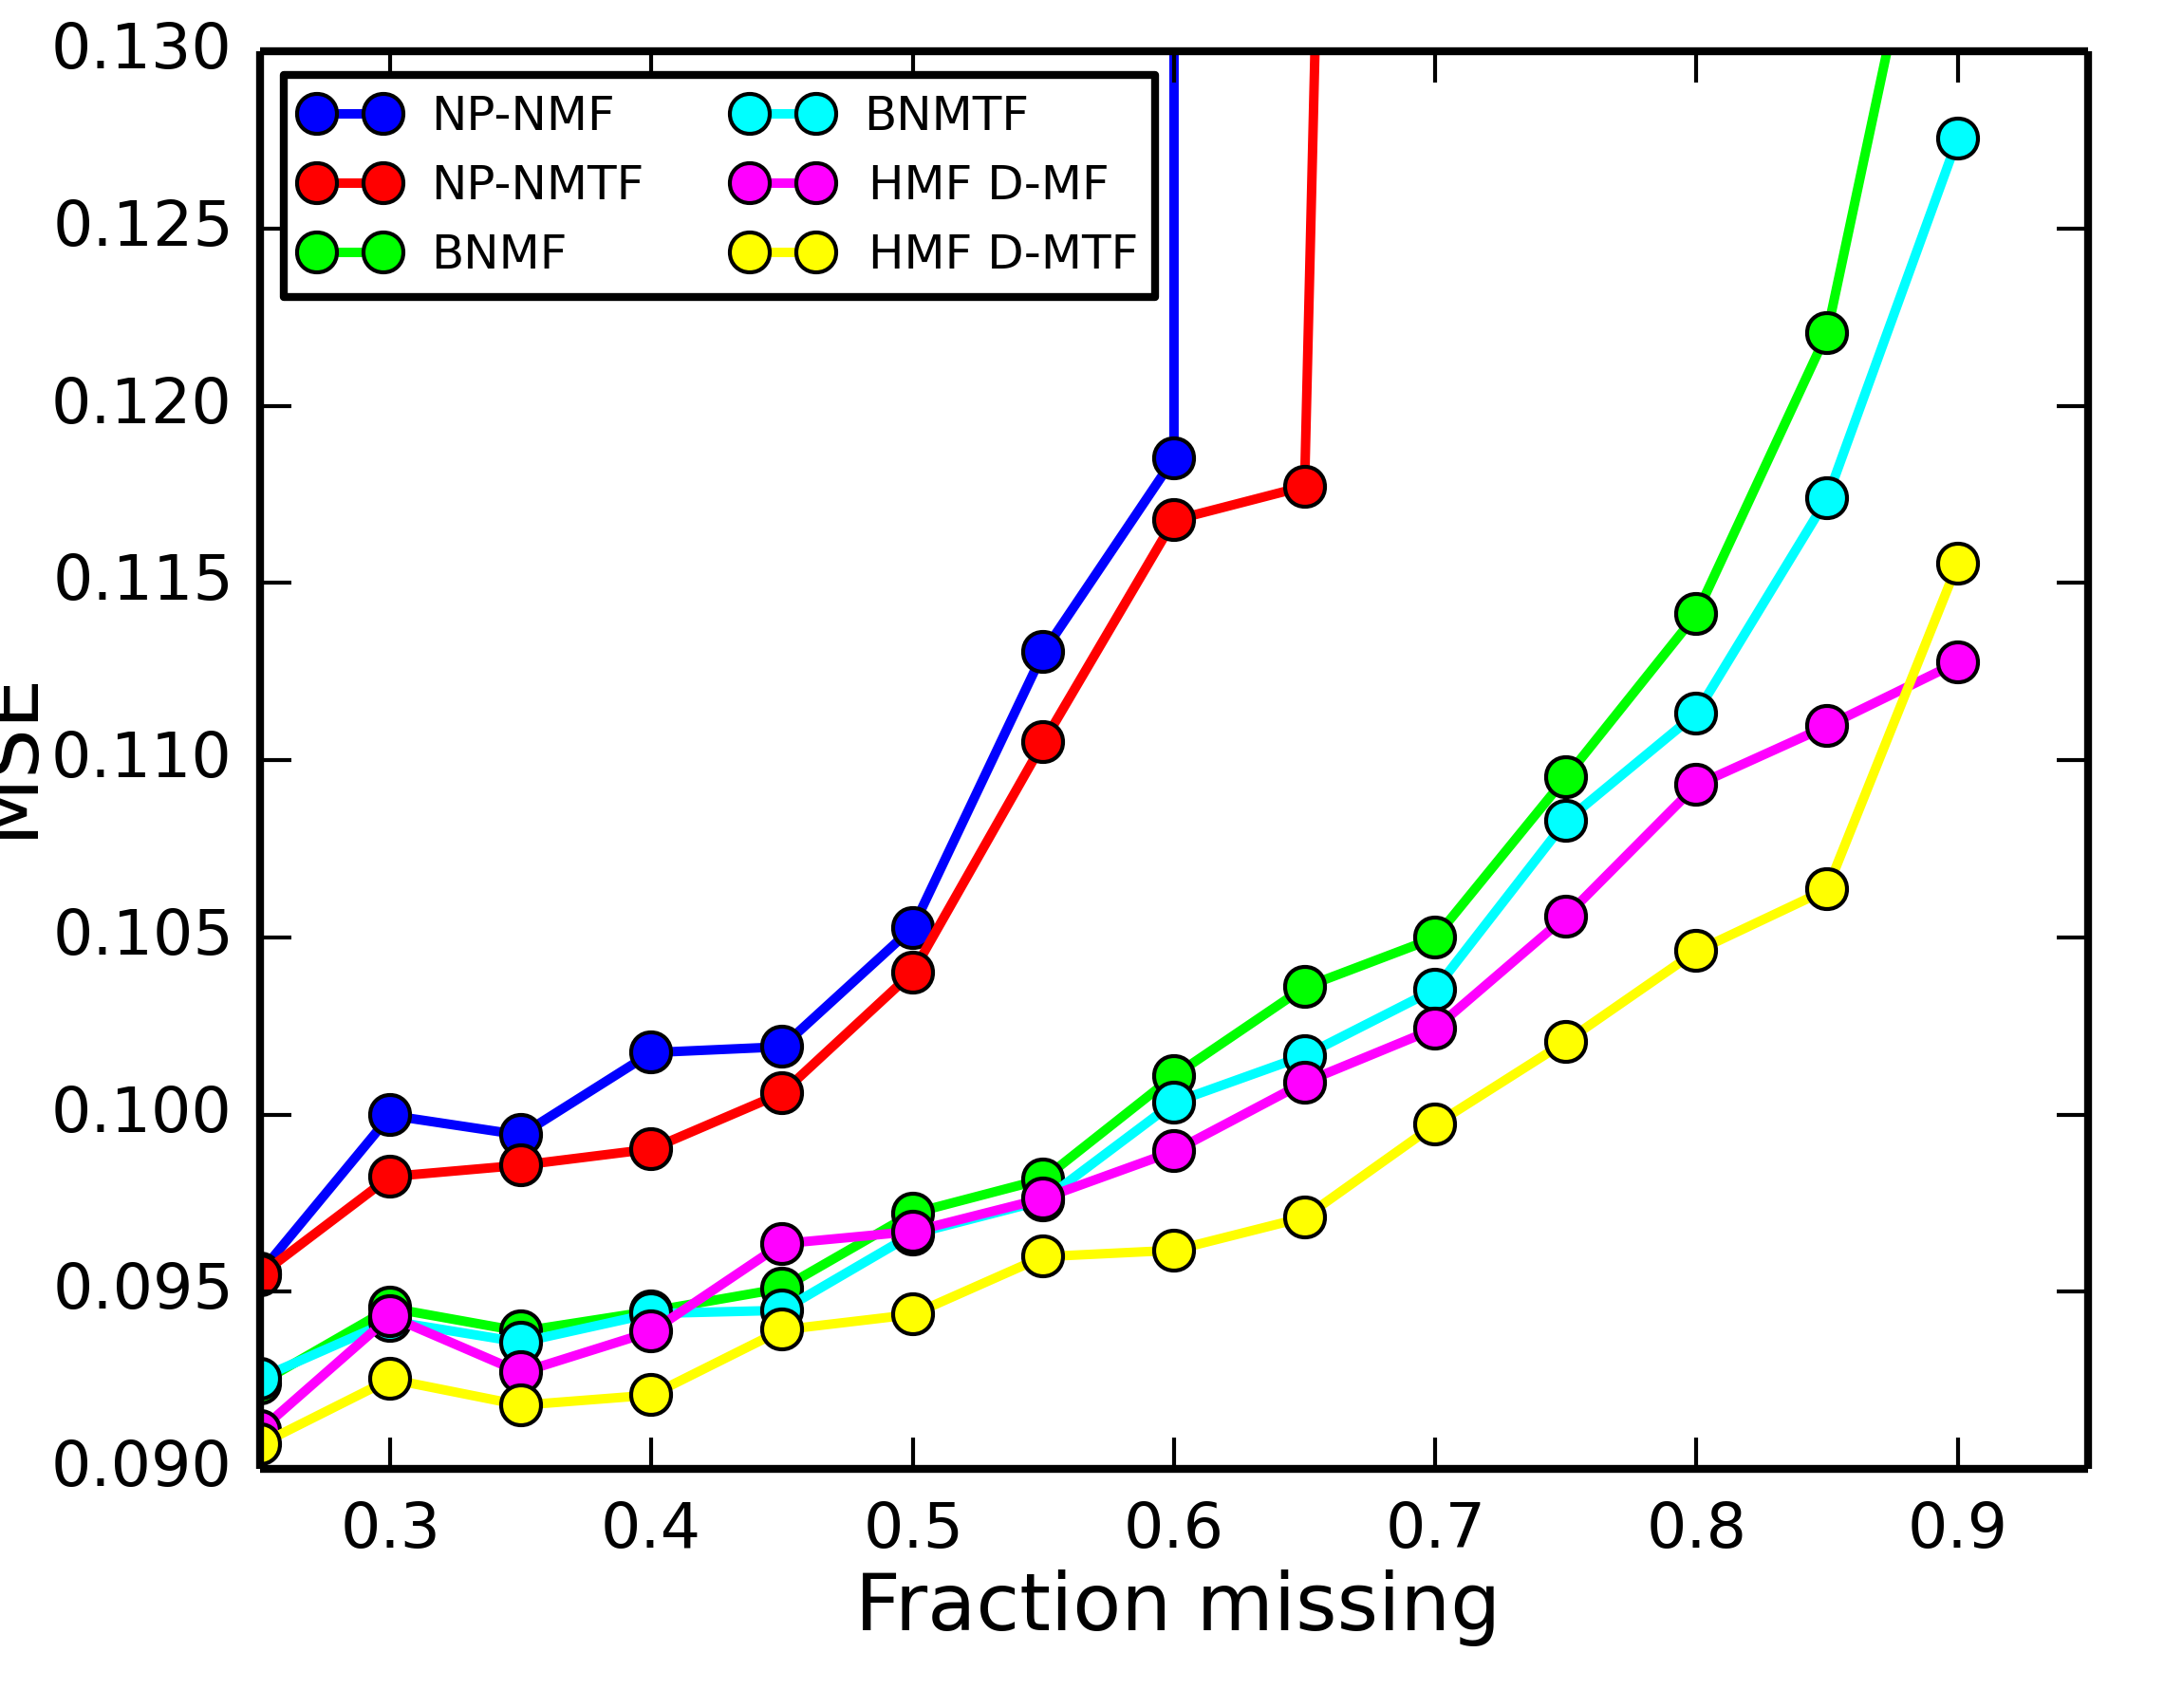 0.130
0.125
0.120
0.115
0.110
0.105
0.100
0.095
0.090
MSE
NP-NMF
NP-NMTF
BNMF
BNMTF
HMF D-MF
HMF D-MTF
0.3 0.4 0.5 0.6 0.7 0.8 0.9
Fraction missing